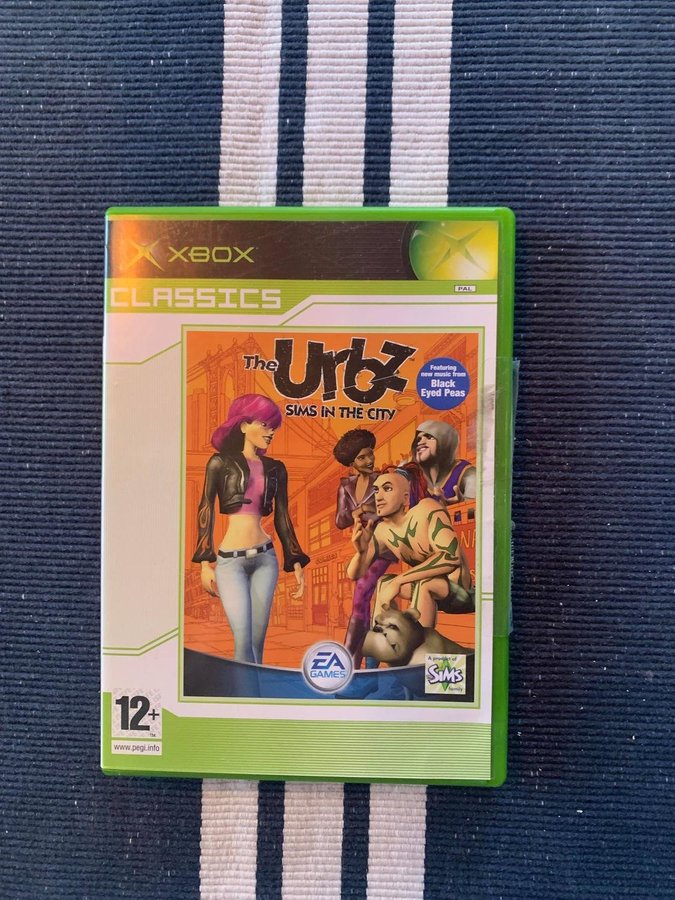 XBOX
CLASSICS
PAL
The Urbz
SIMS IN THE CITY
Featuring
new music from
Black
Eyed Peas
EA
GAMES
A product of
The SiMS
family
12+
www.pegi.info